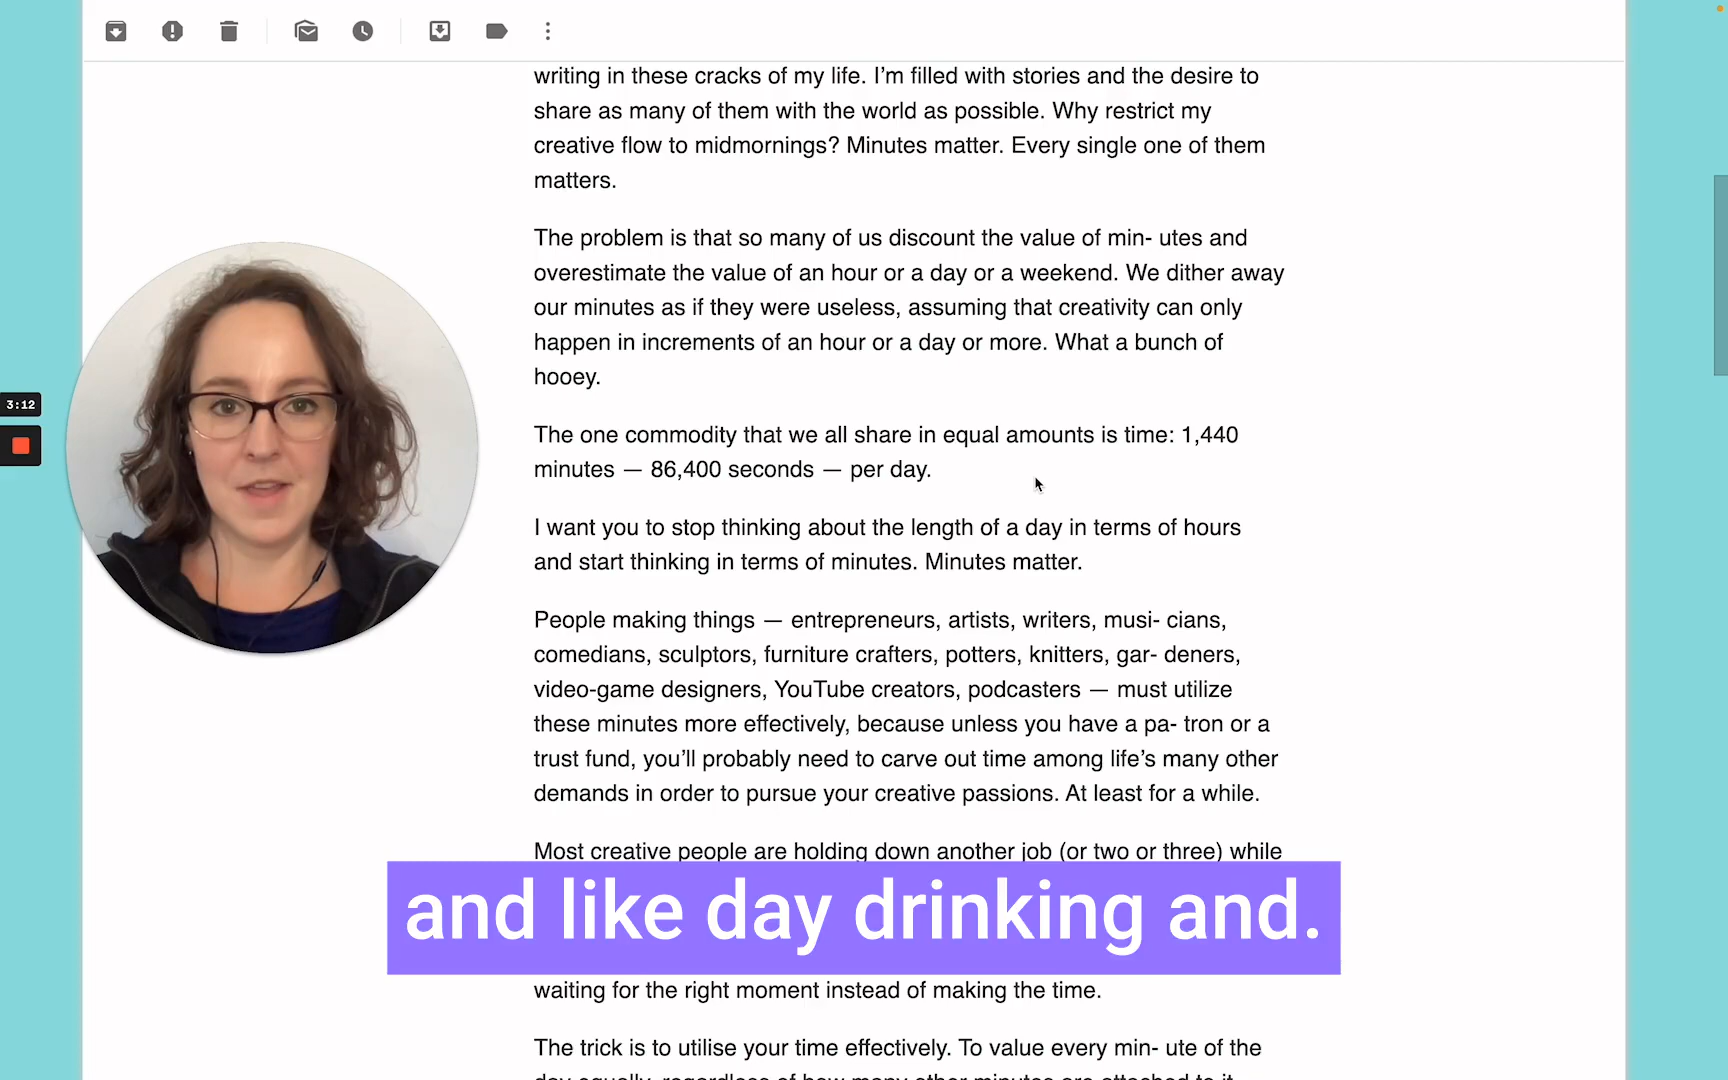 writing in these cracks of my life. I’m filled with stories and the desire to
share as many of them with the world as possible. Why restrict my
creative flow to midmornings? Minutes matter. Every single one of them
matters.
The problem is that so many of us discount the value of min- utes and
overestimate the value of an hour or a day or a weekend. We dither away
our minutes as if they were useless, assuming that creativity can only
happen in increments of an hour or a day or more. What a bunch of
hooey.
3:12
The one commodity that we all share in equal amounts is time: 1,440
minutes — 86,400 seconds — per day.
I want you to stop thinking about the length of a day in terms of hours
and start thinking in terms of minutes. Minutes matter.
People making things — entrepreneurs, artists, writers, musi- cians,
comedians, sculptors, furniture crafters, potters, knitters, gar- deners,
video-game designers, YouTube creators, podcasters — must utilize
these minutes more effectively, because unless you have a pa- tron or a
trust fund, you’ll probably need to carve out time among life’s many other
demands in order to pursue your creative passions. At least for a while.
Most creative people are holding down another job (or two or three) while
and like day drinking and.
waiting for the right moment instead of making the time.
The trick is to utilise your time effectively. To value every min- ute of the
day equally, regardless of how many other minutes are attached to it.